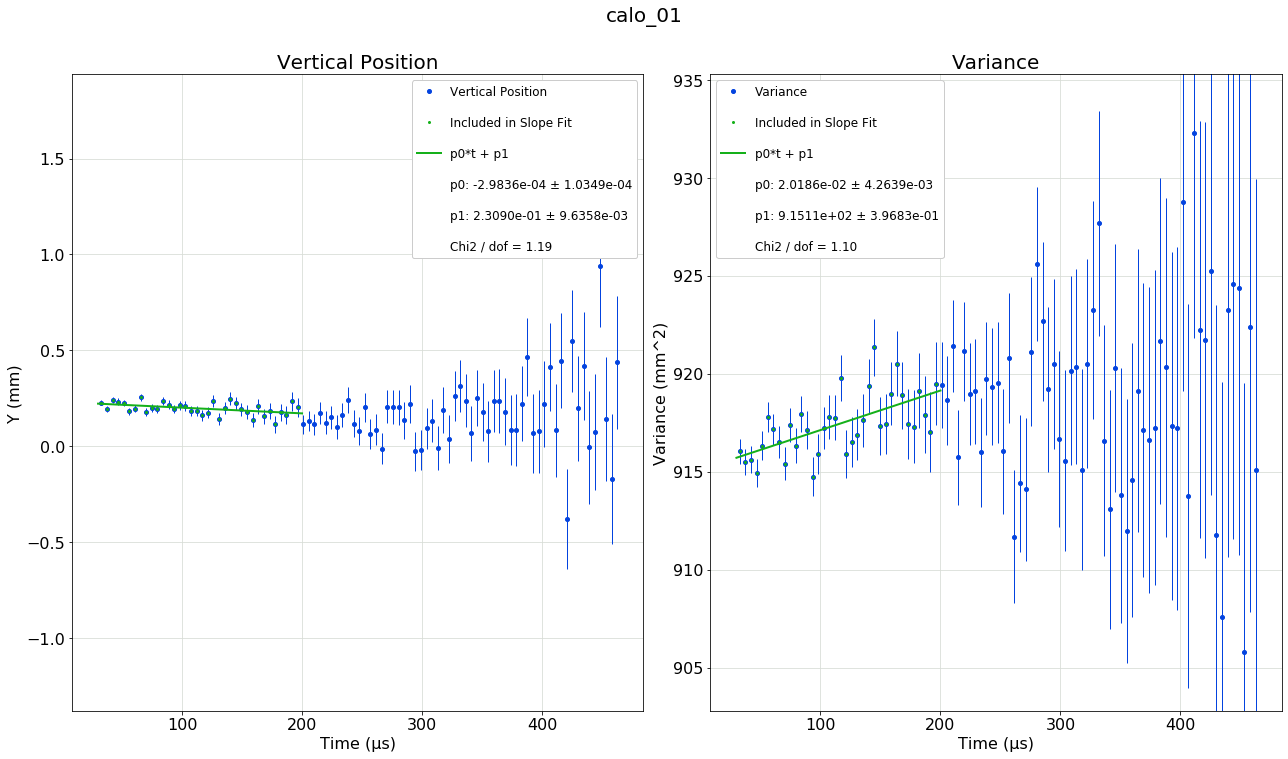 calo_01
Vertical Position
Vertical Position
Included in Slope Fit
p0*t + p1
p0: -2.9836e-04 ± 1.0349e-04
p1: 2.3090e-01 ± 9.6358e-03
Chi2 / dof = 1.19
1.5
1.0
0.5
0.0
−0.5
−1.0
Y (mm)
100 200 300 400
Time (μs)
Variance
Variance
Included in Slope Fit
p0*t + p1
p0: 2.0186e-02 ± 4.2639e-03
p1: 9.1511e+02 ± 3.9683e-01
Chi2 / dof = 1.10
935
930
925
920
915
910
905
Variance (mm^2)
100 200 300 400
Time (μs)